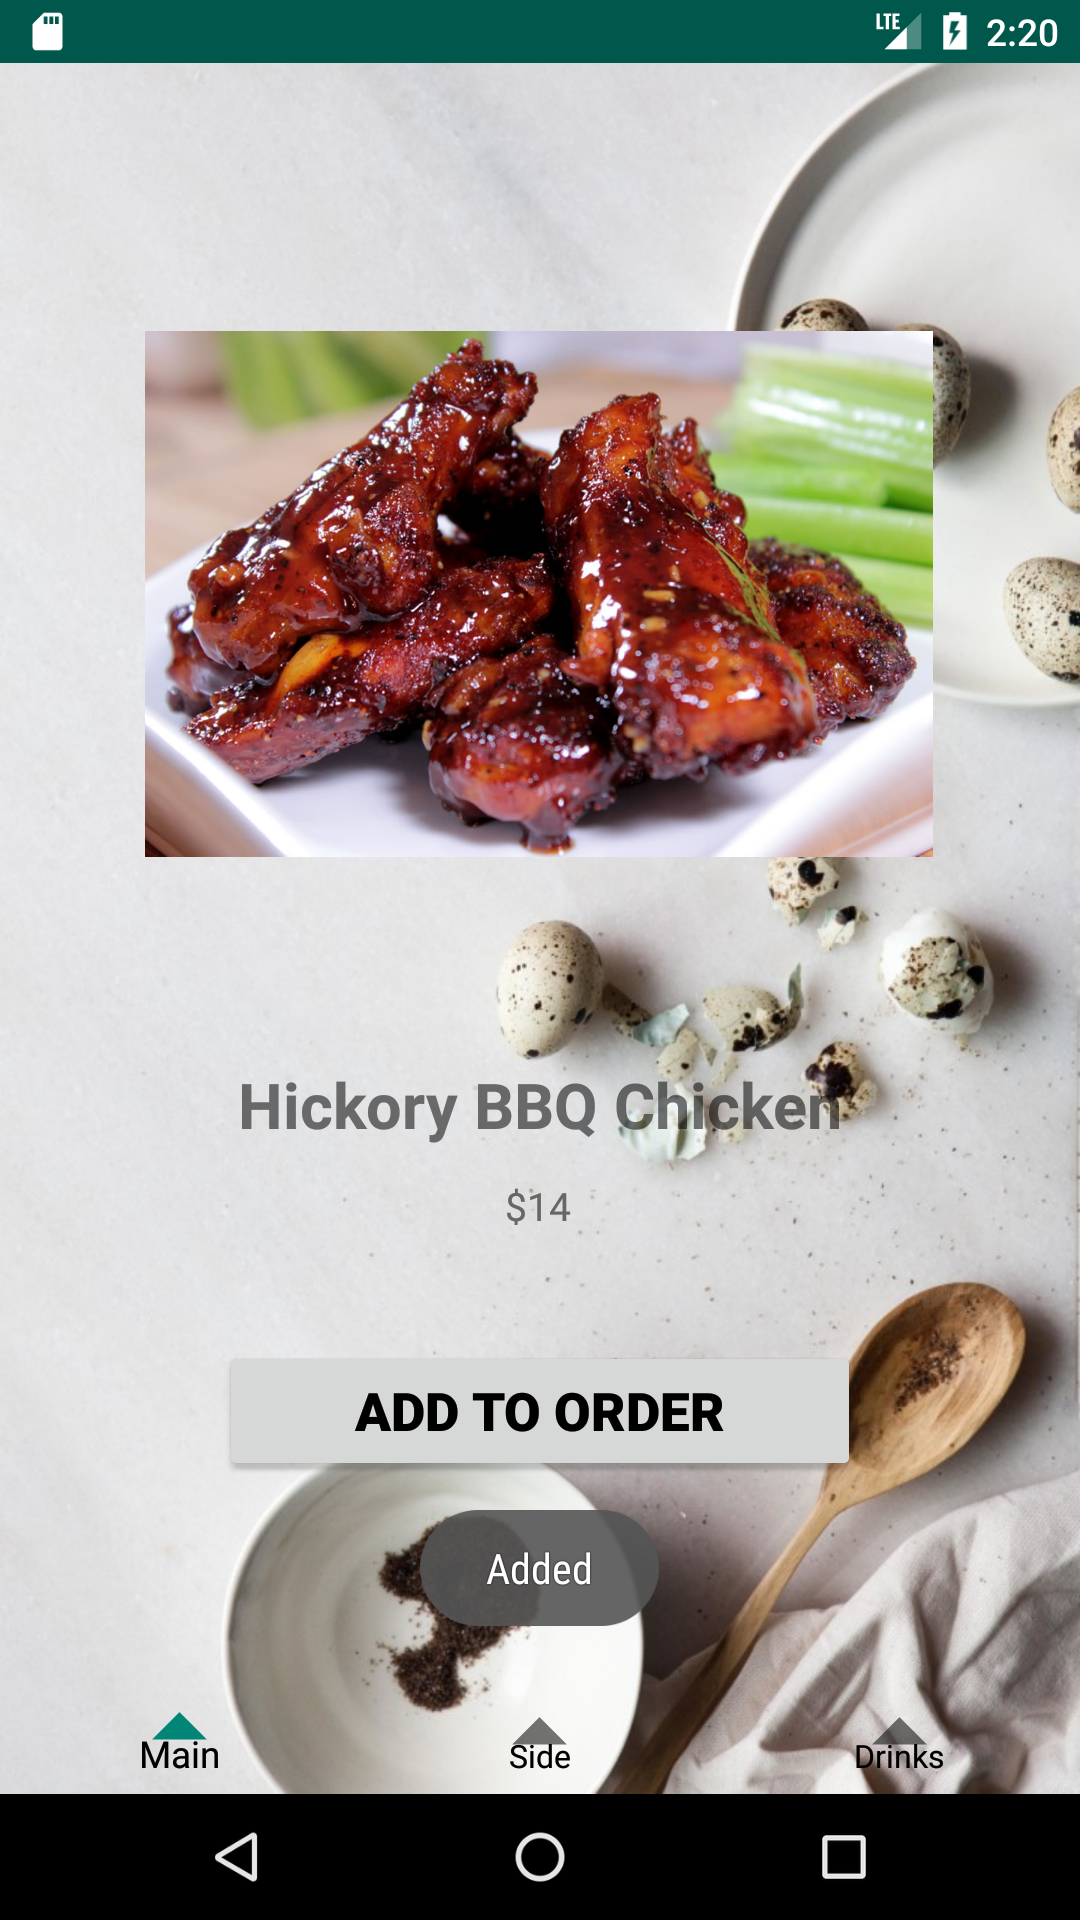 LTE 2:20
Hickory BBQ Chicken
$14
ADD TO ORDER
Added
Main Side Drinks